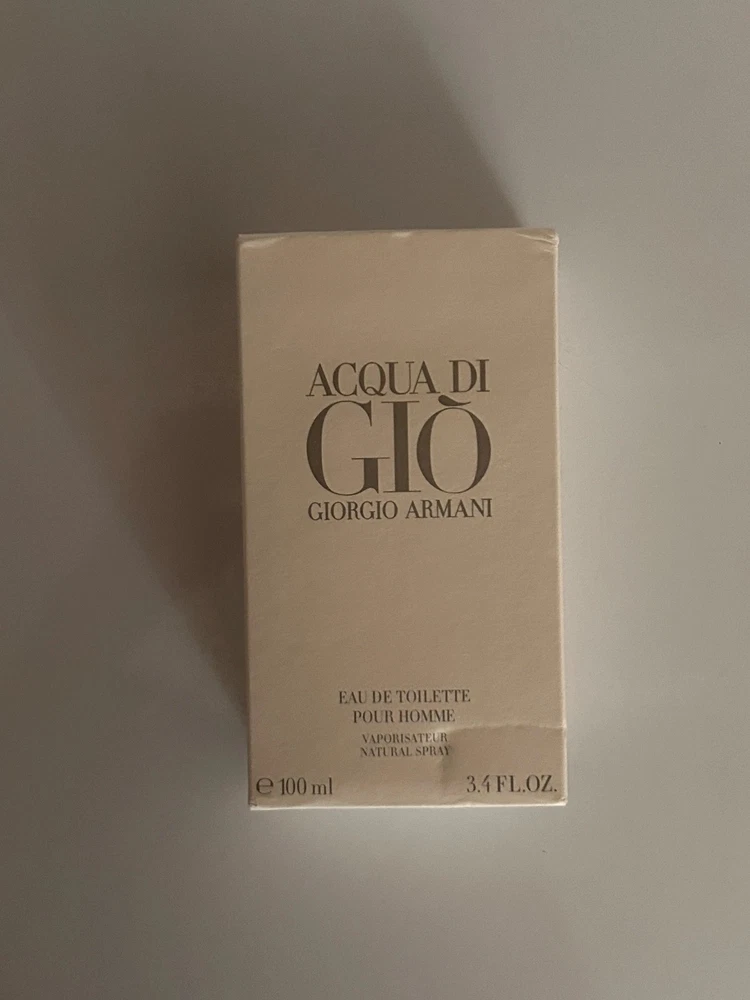 ACQUA DI
GIÒ
GIORGIO ARMANI
EAU DE TOILETTE
POUR HOMME
VAPORISATEUR
NATURAL SPRAY
℮ 100 ml
3.4 FL.OZ.